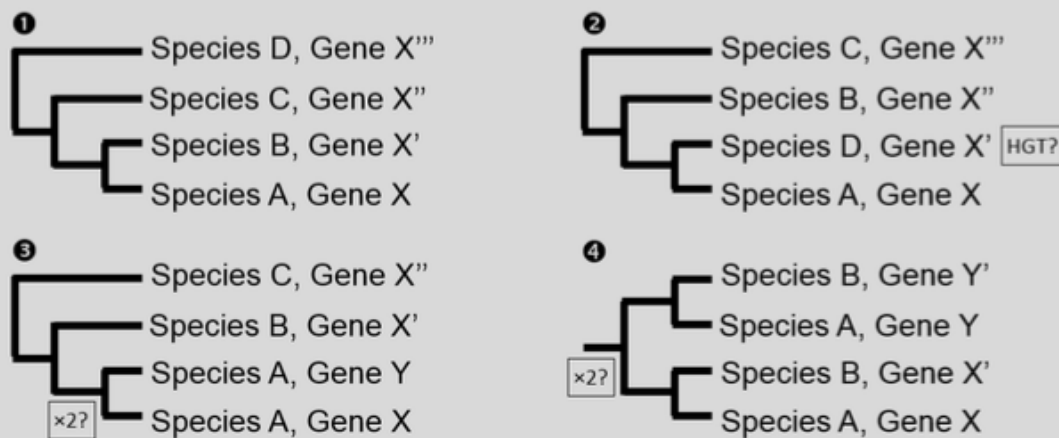 ❶
Species D, Gene X”’
Species C, Gene X”
Species B, Gene X’
Species A, Gene X
❷
Species C, Gene X”’
Species B, Gene X”
Species D, Gene X’ HGT?
Species A, Gene X
❸
Species C, Gene X”
Species B, Gene X’
Species A, Gene Y
×2?
Species A, Gene X
❹
Species B, Gene Y’
Species A, Gene Y
×2?
Species B, Gene X’
Species A, Gene X